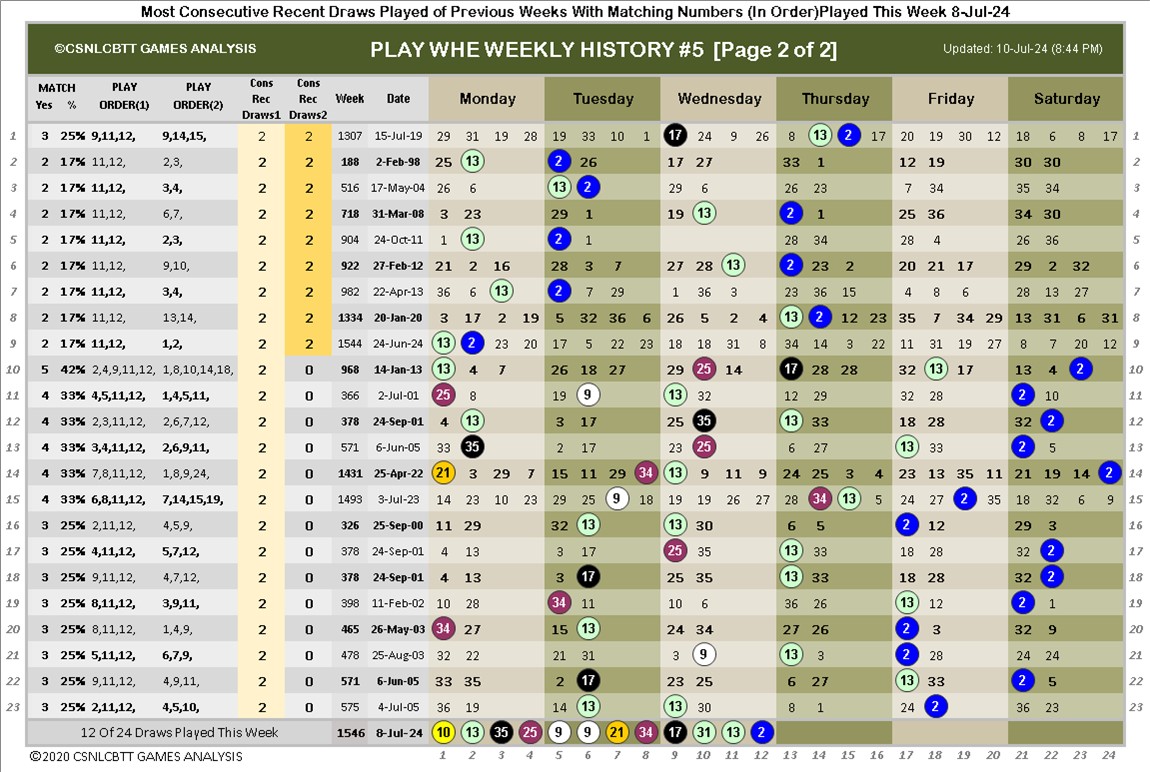 Most Consecutive Recent Draws Played of Previous Weeks With Matching Numbers (In Order)Played This Week 8-Jul-24
©CSNLCBTT GAMES ANALYSIS PLAY WHE WEEKLY HISTORY #5 [Page 2 of 2] Updated: 10-Jul-24 (8:44 PM)
MATCH PLAY PLAY Cons Cons
Yes % ORDER(1) ORDER(2) Rec Rec Week Date Monday Tuesday Wednesday Thursday Friday Saturday
Draws1 Draws2
1 3 25% 9,11,12, 9,14,15, 2 2 1307 15-Jul-19 29 31 19 28 19 33 10 1 17 24 9 26 8 13 2 17 20 19 30 12 18 6 8 17 1
2 2 17% 11,12, 2,3, 2 2 188 2-Feb-98 25 13 2 26 17 27 33 1 12 19 30 30 2
3 2 17% 11,12, 3,4, 2 2 516 17-May-04 26 6 13 2 29 6 26 23 7 34 35 34 3
4 2 17% 11,12, 6,7, 2 2 718 31-Mar-08 3 23 29 1 19 13 2 1 25 36 34 30 4
5 2 17% 11,12, 2,3, 2 2 904 24-Oct-11 1 13 2 1 28 34 28 4 26 36 5
6 2 17% 11,12, 9,10, 2 2 922 27-Feb-12 21 2 16 28 3 7 27 28 13 2 23 2 20 21 17 29 2 32 6
7 2 17% 11,12, 3,4, 2 2 982 22-Apr-13 36 6 13 2 7 29 1 36 3 23 36 15 4 8 6 28 13 27 7
8 2 17% 11,12, 13,14, 2 2 1334 20-Jan-20 3 17 2 19 5 32 36 6 26 5 2 4 13 2 12 23 35 7 34 29 13 31 6 31 8
9 2 17% 11,12, 1,2, 2 2 1544 24-Jun-24 13 2 23 20 17 5 22 23 18 18 31 8 34 14 3 22 11 31 19 27 8 7 20 12 9
10 5 42% 2,4,9,11,12, 1,8,10,14,18, 2 0 968 14-Jan-13 13 4 7 26 18 27 90 25 14 17 28 28 32 13 17 13 4 2 10
11 4 33% 4,5,11,12, 1,4,5,11, 2 0 366 2-Jul-01 25 8 19 9 13 32 12 29 32 28 2 10 11
12 4 33% 2,3,11,12, 2,6,7,12, 2 0 378 24-Sep-01 4 13 3 17 25 35 13 33 18 28 32 2 12
13 4 33% 3,4,11,12, 2,6,9,11, 2 0 571 6-Jun-05 33 35 2 17 23 25 6 27 13 33 2 5 13
14 4 33% 7,8,11,12, 1,8,9,24, 2 0 1431 25-Apr-22 21 3 29 7 15 11 29 34 13 9 11 9 24 25 3 4 23 13 35 11 21 19 14 2 14
15 4 33% 6,8,11,12, 7,14,15,19, 2 0 1493 3-Jul-23 14 23 10 23 29 25 9 18 19 19 26 27 28 34 13 5 24 27 2 35 18 32 6 9 15
16 3 25% 2,11,12, 4,5,9, 2 0 326 25-Sep-00 11 29 32 13 13 30 6 5 2 12 29 3 16
17 3 25% 4,11,12, 5,7,12, 2 0 378 24-Sep-01 4 13 3 17 25 35 13 33 18 28 32 2 17
18 3 25% 9,11,12, 4,7,12, 2 0 378 24-Sep-01 4 13 3 17 25 35 13 33 18 28 32 2 18
19 3 25% 8,11,12, 3,9,11, 2 0 398 11-Feb-02 10 28 34 11 10 6 36 26 13 12 2 1 19
20 3 25% 8,11,12, 1,4,9, 2 0 465 26-May-03 34 27 15 13 24 34 27 26 2 3 32 9 20
21 3 25% 5,11,12, 6,7,9, 2 0 478 25-Aug-03 32 22 21 31 3 9 13 3 2 28 24 24 21
22 3 25% 9,11,12, 4,9,11, 2 0 571 6-Jun-05 33 35 2 17 23 25 6 27 13 33 2 5 22
23 3 25% 2,11,12, 4,5,10, 2 0 575 4-Jul-05 36 19 14 13 13 30 8 1 24 2 36 23 23
12 Of 24 Draws Played This Week 1546 8-Jul-24 10 13 35 25 9 9 21 34 17 31 13 2
©2020 CSNLCBTT GAMES ANALYSIS 1 2 3 4 5 6 7 8 9 10 11 12 13 14 15 16 17 18 19 20 21 22 23 24